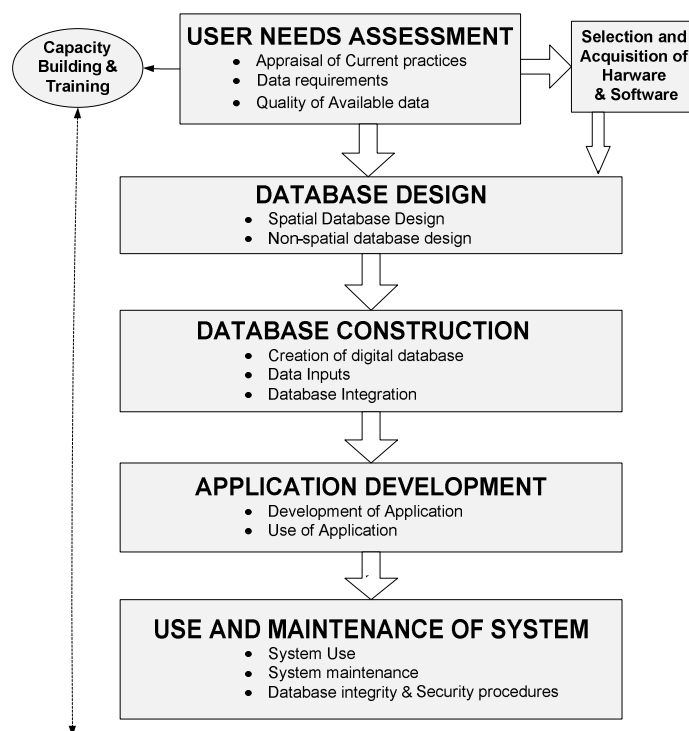 Capacity
Building &
Training
USER NEEDS ASSESSMENT
• Appraisal of Current practices
• Data requirements
• Quality of Available data
Selection and
Acquisition of
Harware
& Software
DATABASE DESIGN
• Spatial Database Design
• Non-spatial database design
DATABASE CONSTRUCTION
• Creation of digital database
• Data Inputs
• Database Integration
APPLICATION DEVELOPMENT
• Development of Application
• Use of Application
USE AND MAINTENANCE OF SYSTEM
• System Use
• System maintenance
• Database integrity & Security procedures